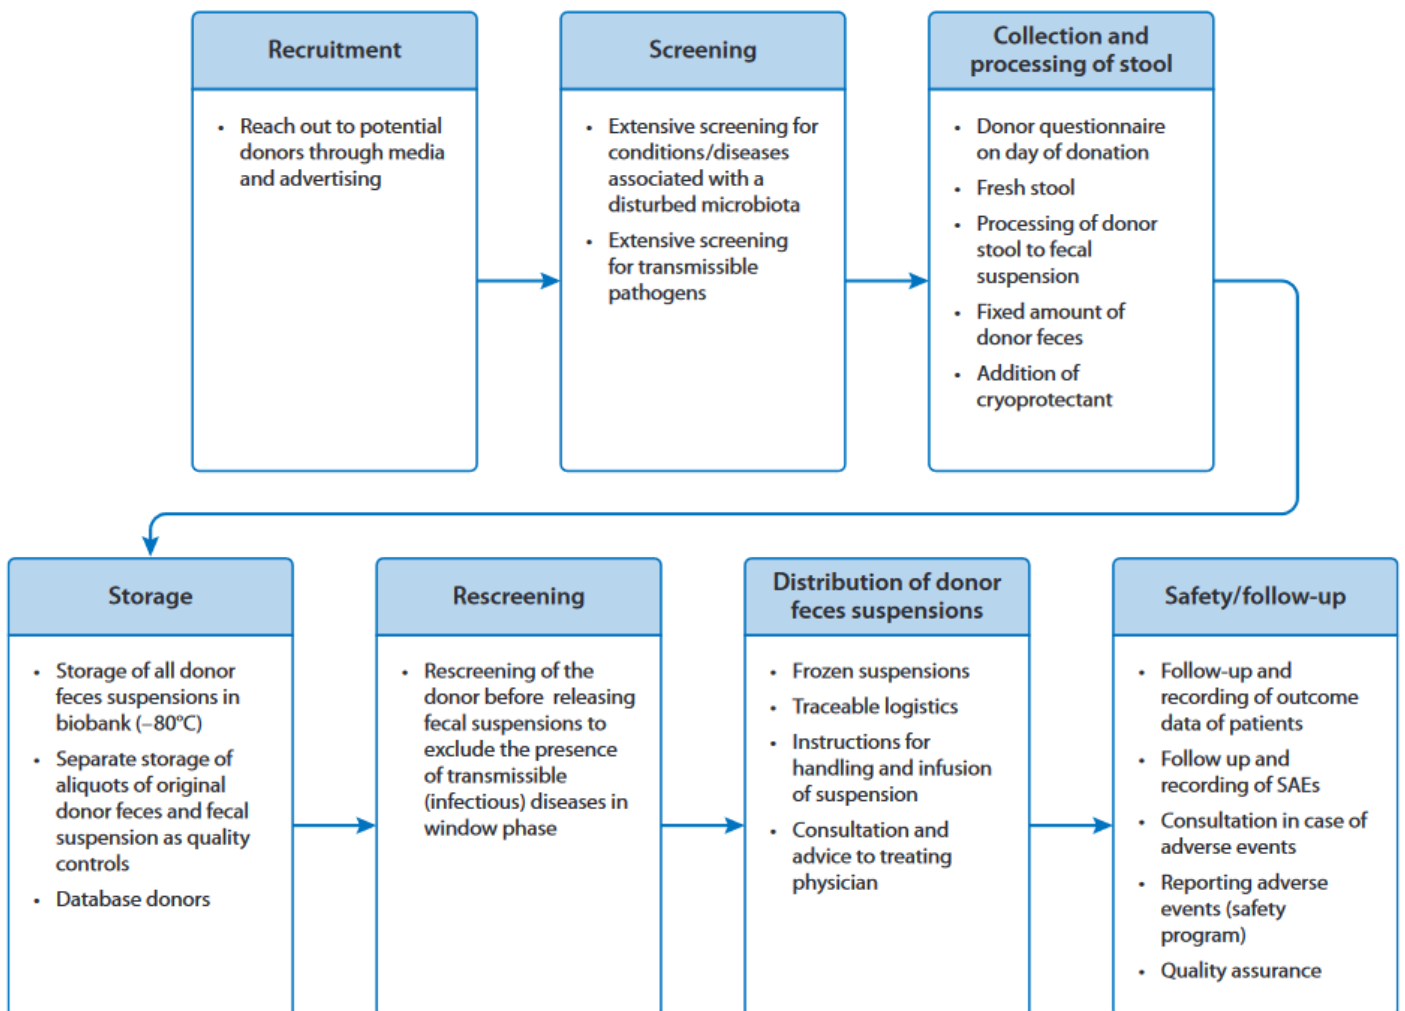 Recruitment
• Reach out to potential
donors through media
and advertising
Screening
• Extensive screening for
conditions/diseases
associated with a
disturbed microbiota
• Extensive screening
for transmissible
pathogens
Collection and
processing of stool
• Donor questionnaire
on day of donation
• Fresh stool
• Processing of donor
stool to fecal
suspension
• Fixed amount of
donor feces
• Addition of
cryoprotectant
Storage
• Storage of all donor
feces suspensions in
biobank (–80°C)
• Separate storage of
aliquots of original
donor feces and fecal
suspension as quality
controls
• Database donors
Rescreening
• Rescreening of the
donor before releasing
fecal suspensions to
exclude the presence
of transmissible
(infectious) diseases in
window phase
Distribution of donor
feces suspensions
• Frozen suspensions
• Traceable logistics
• Instructions for
handling and infusion
of suspension
• Consultation and
advice to treating
physician
Safety/follow-up
• Follow-up and
recording of outcome
data of patients
• Follow up and
recording of SAEs
• Consultation in case of
adverse events
• Reporting adverse
events (safety
program)
• Quality assurance